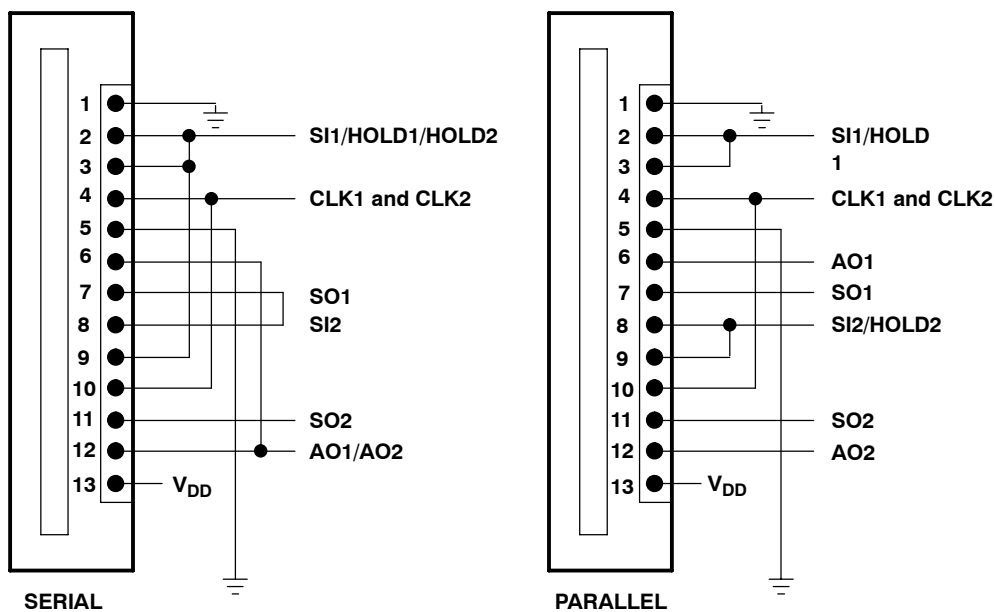 1
2 SI1/HOLD1/HOLD2
3
4 CLK1 and CLK2
5
6
7 SO1
8 SI2
9
10
11 SO2
12 AO1/AO2
13 VDD
SERIAL
1
2 SI1/HOLD
3 1
4 CLK1 and CLK2
5
6 AO1
7 SO1
8 SI2/HOLD2
9
10
11 SO2
12 AO2
13 VDD
PARALLEL